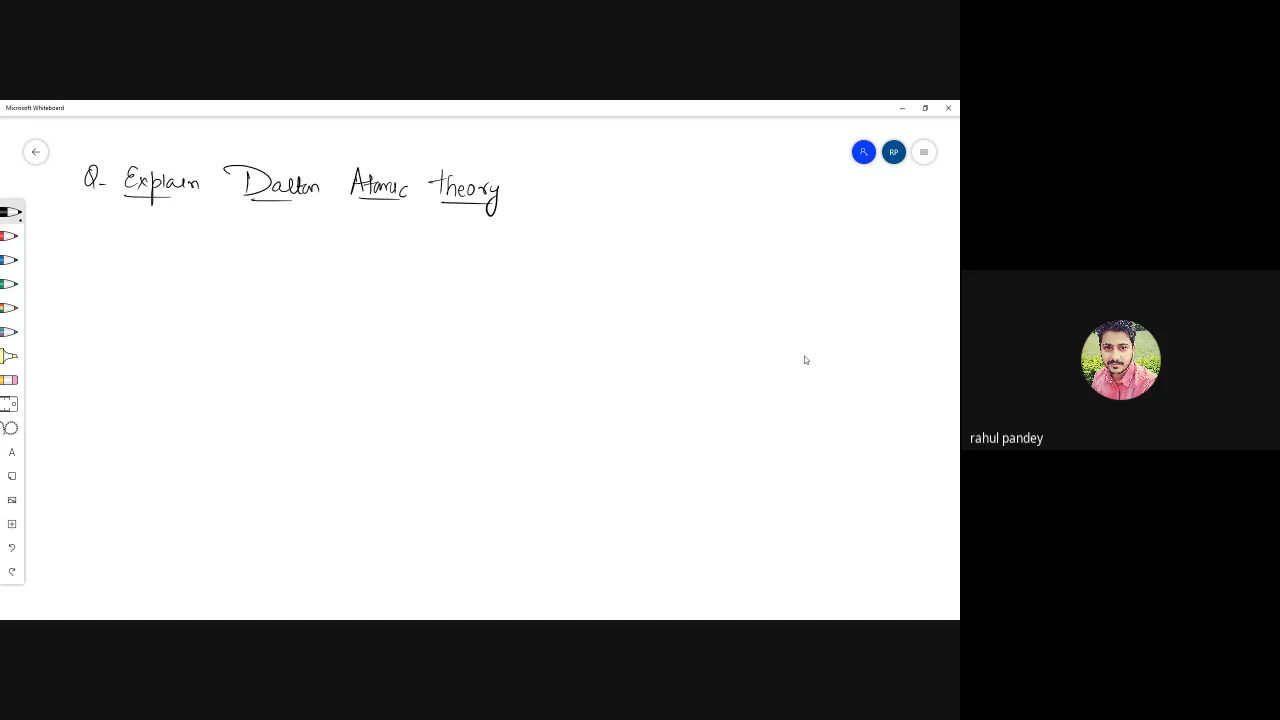 Microsoft Whiteboard
RP
Q- Explain Dalton Atomic theory
A
rahul pandey